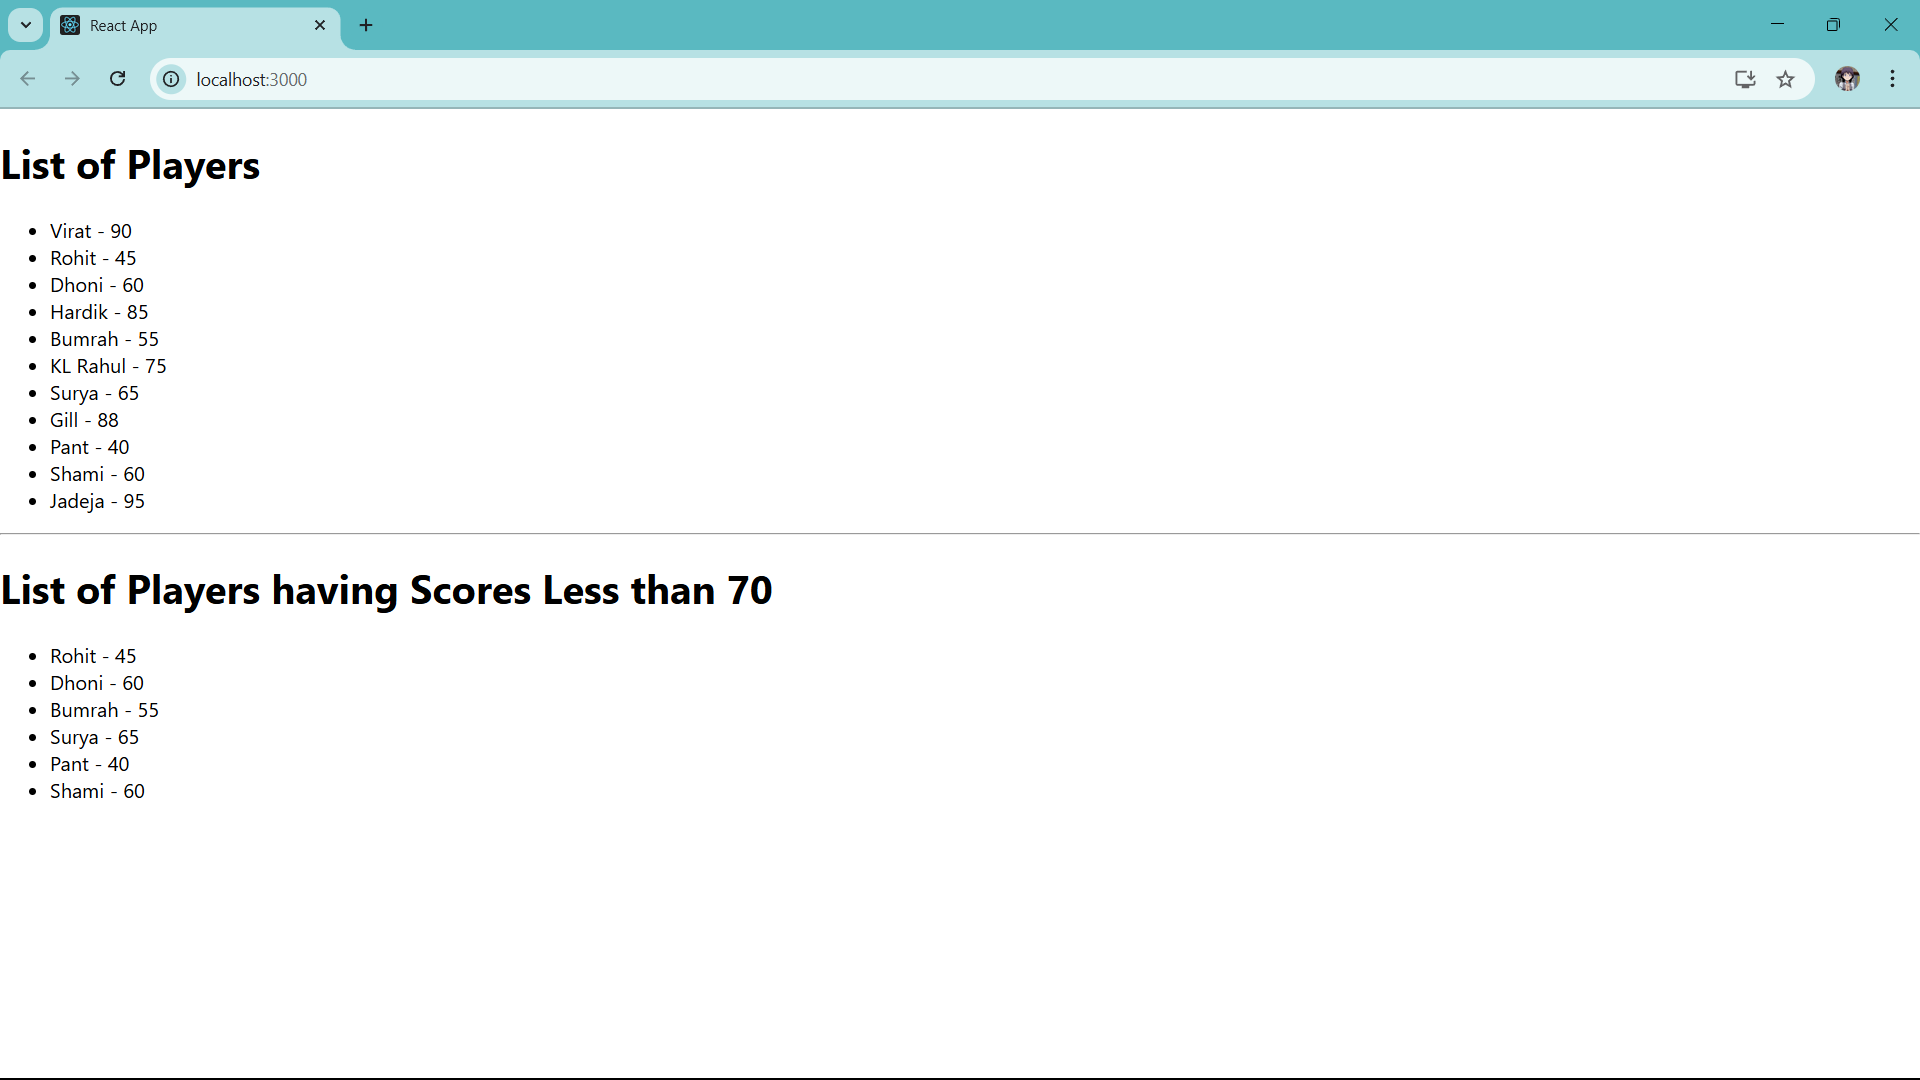 React App
localhost:3000
List of Players
Virat - 90
Rohit - 45
Dhoni - 60
Hardik - 85
Bumrah - 55
KL Rahul - 75
Surya - 65
Gill - 88
Pant - 40
Shami - 60
Jadeja - 95
List of Players having Scores Less than 70
Rohit - 45
Dhoni - 60
Bumrah - 55
Surya - 65
Pant - 40
Shami - 60